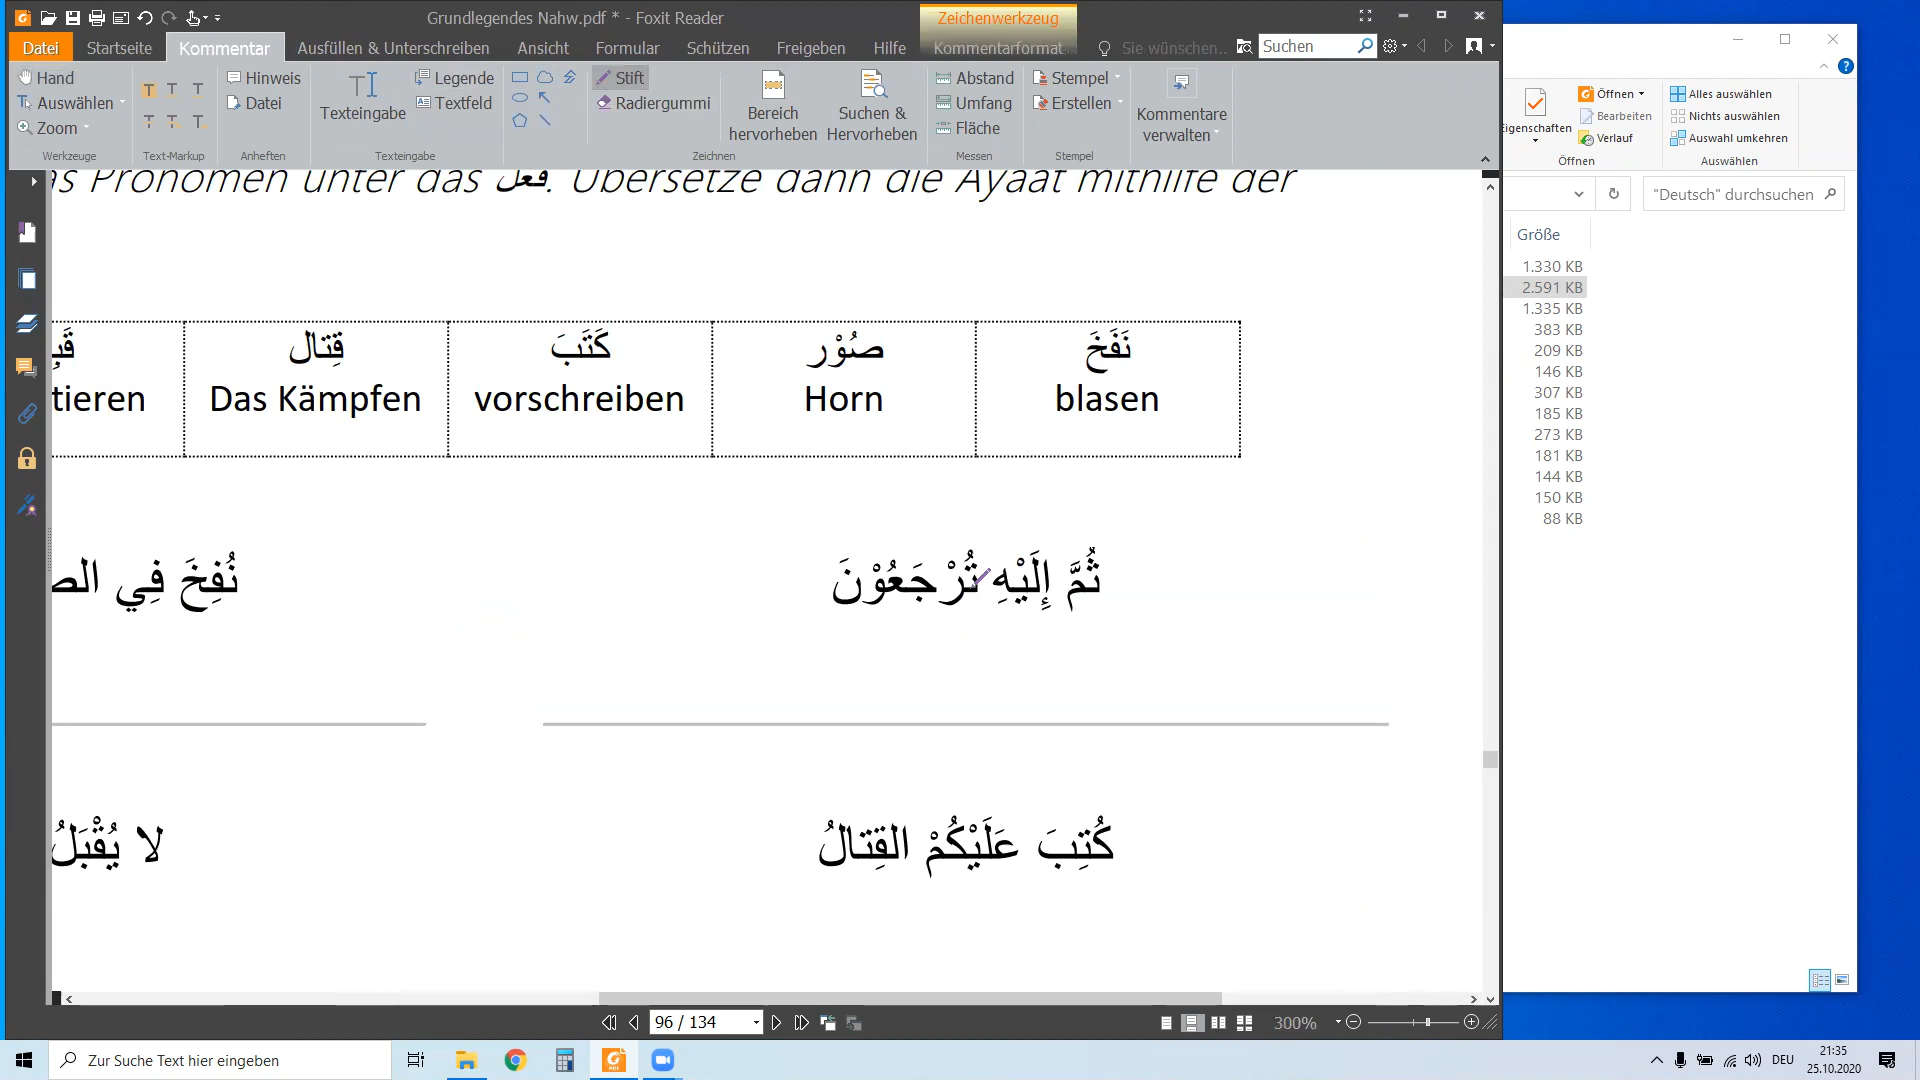 Grundlegendes Nahw.pdf * - Foxit Reader
Zeichenwerkzeug
Datei Startseite Kommentar Ausfüllen & Unterschreiben Ansicht Formular Schützen Freigeben Hilfe Kommentarformat Sie wünschen.. Suchen
Hand
Auswählen
Zoom
Werkzeuge
Text-Markup
Hinweis
Datei
Anheften
Texteingabe
Legende
Textfeld
Texteingabe
Stift
Radiergummi
Bereich hervorheben
Suchen & Hervorheben
Zeichnen
Abstand
Umfang
Fläche
Messen
Stempel
Erstellen
Stempel
Kommentare verwalten
as Pronomen unter das فعل. Übersetze dann die Ayaat mithilfe der
قِتال كَتَبَ صُوْر نَفَخَ
tieren Das Kämpfen vorschreiben Horn blasen
ثُمَّ إِلَيْهِ تُرْجَعُوْنَ
نُفِخَ فِي الص
كُتِبَ عَلَيْكُمْ القِتالُ
لا يُقْبَلُ
96 / 134
300%
Eigenschaften
Öffnen
Bearbeiten
Verlauf
Öffnen
Alles auswählen
Nichts auswählen
Auswahl umkehren
Auswählen
"Deutsch" durchsuchen
Größe
1.330 KB
2.591 KB
1.335 KB
383 KB
209 KB
146 KB
307 KB
185 KB
273 KB
181 KB
144 KB
150 KB
88 KB
Zur Suche Text hier eingeben
DEU
21:35
25.10.2020